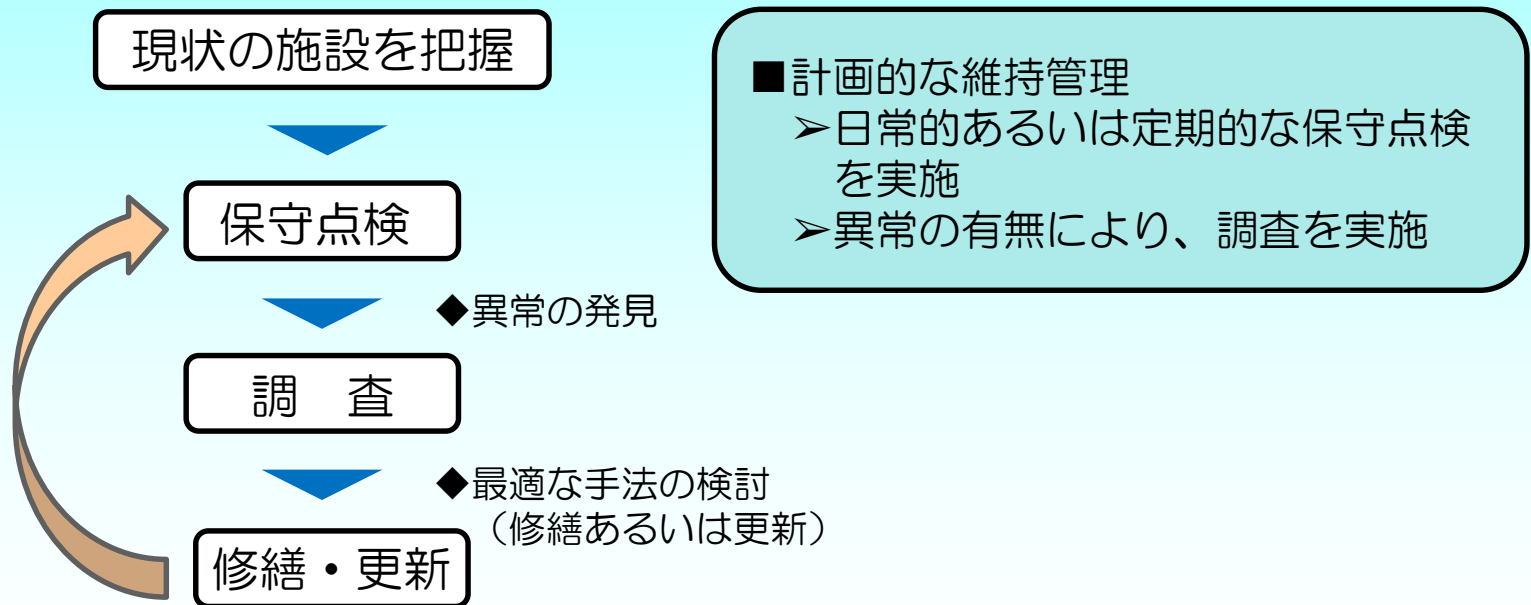 現状の施設を把握
■計画的な維持管理
➢日常的あるいは定期的な保守点検
を実施
➢異常の有無により、調査を実施
保守点検
◆異常の発見
調　査
◆最適な手法の検討
（修繕あるいは更新）
修繕・更新